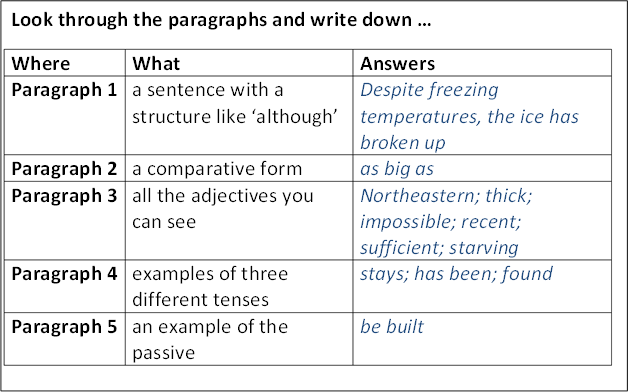 Look through the paragraphs and write down …
Where What Answers
Paragraph 1 a sentence with a Despite freezing
structure like ‘although’ temperatures, the ice has
broken up
Paragraph 2 a comparative form as big as
Paragraph 3 all the adjectives you Northeastern; thick;
can see impossible; recent;
sufficient; starving
Paragraph 4 examples of three stays; has been; found
different tenses
Paragraph 5 an example of the be built
passive